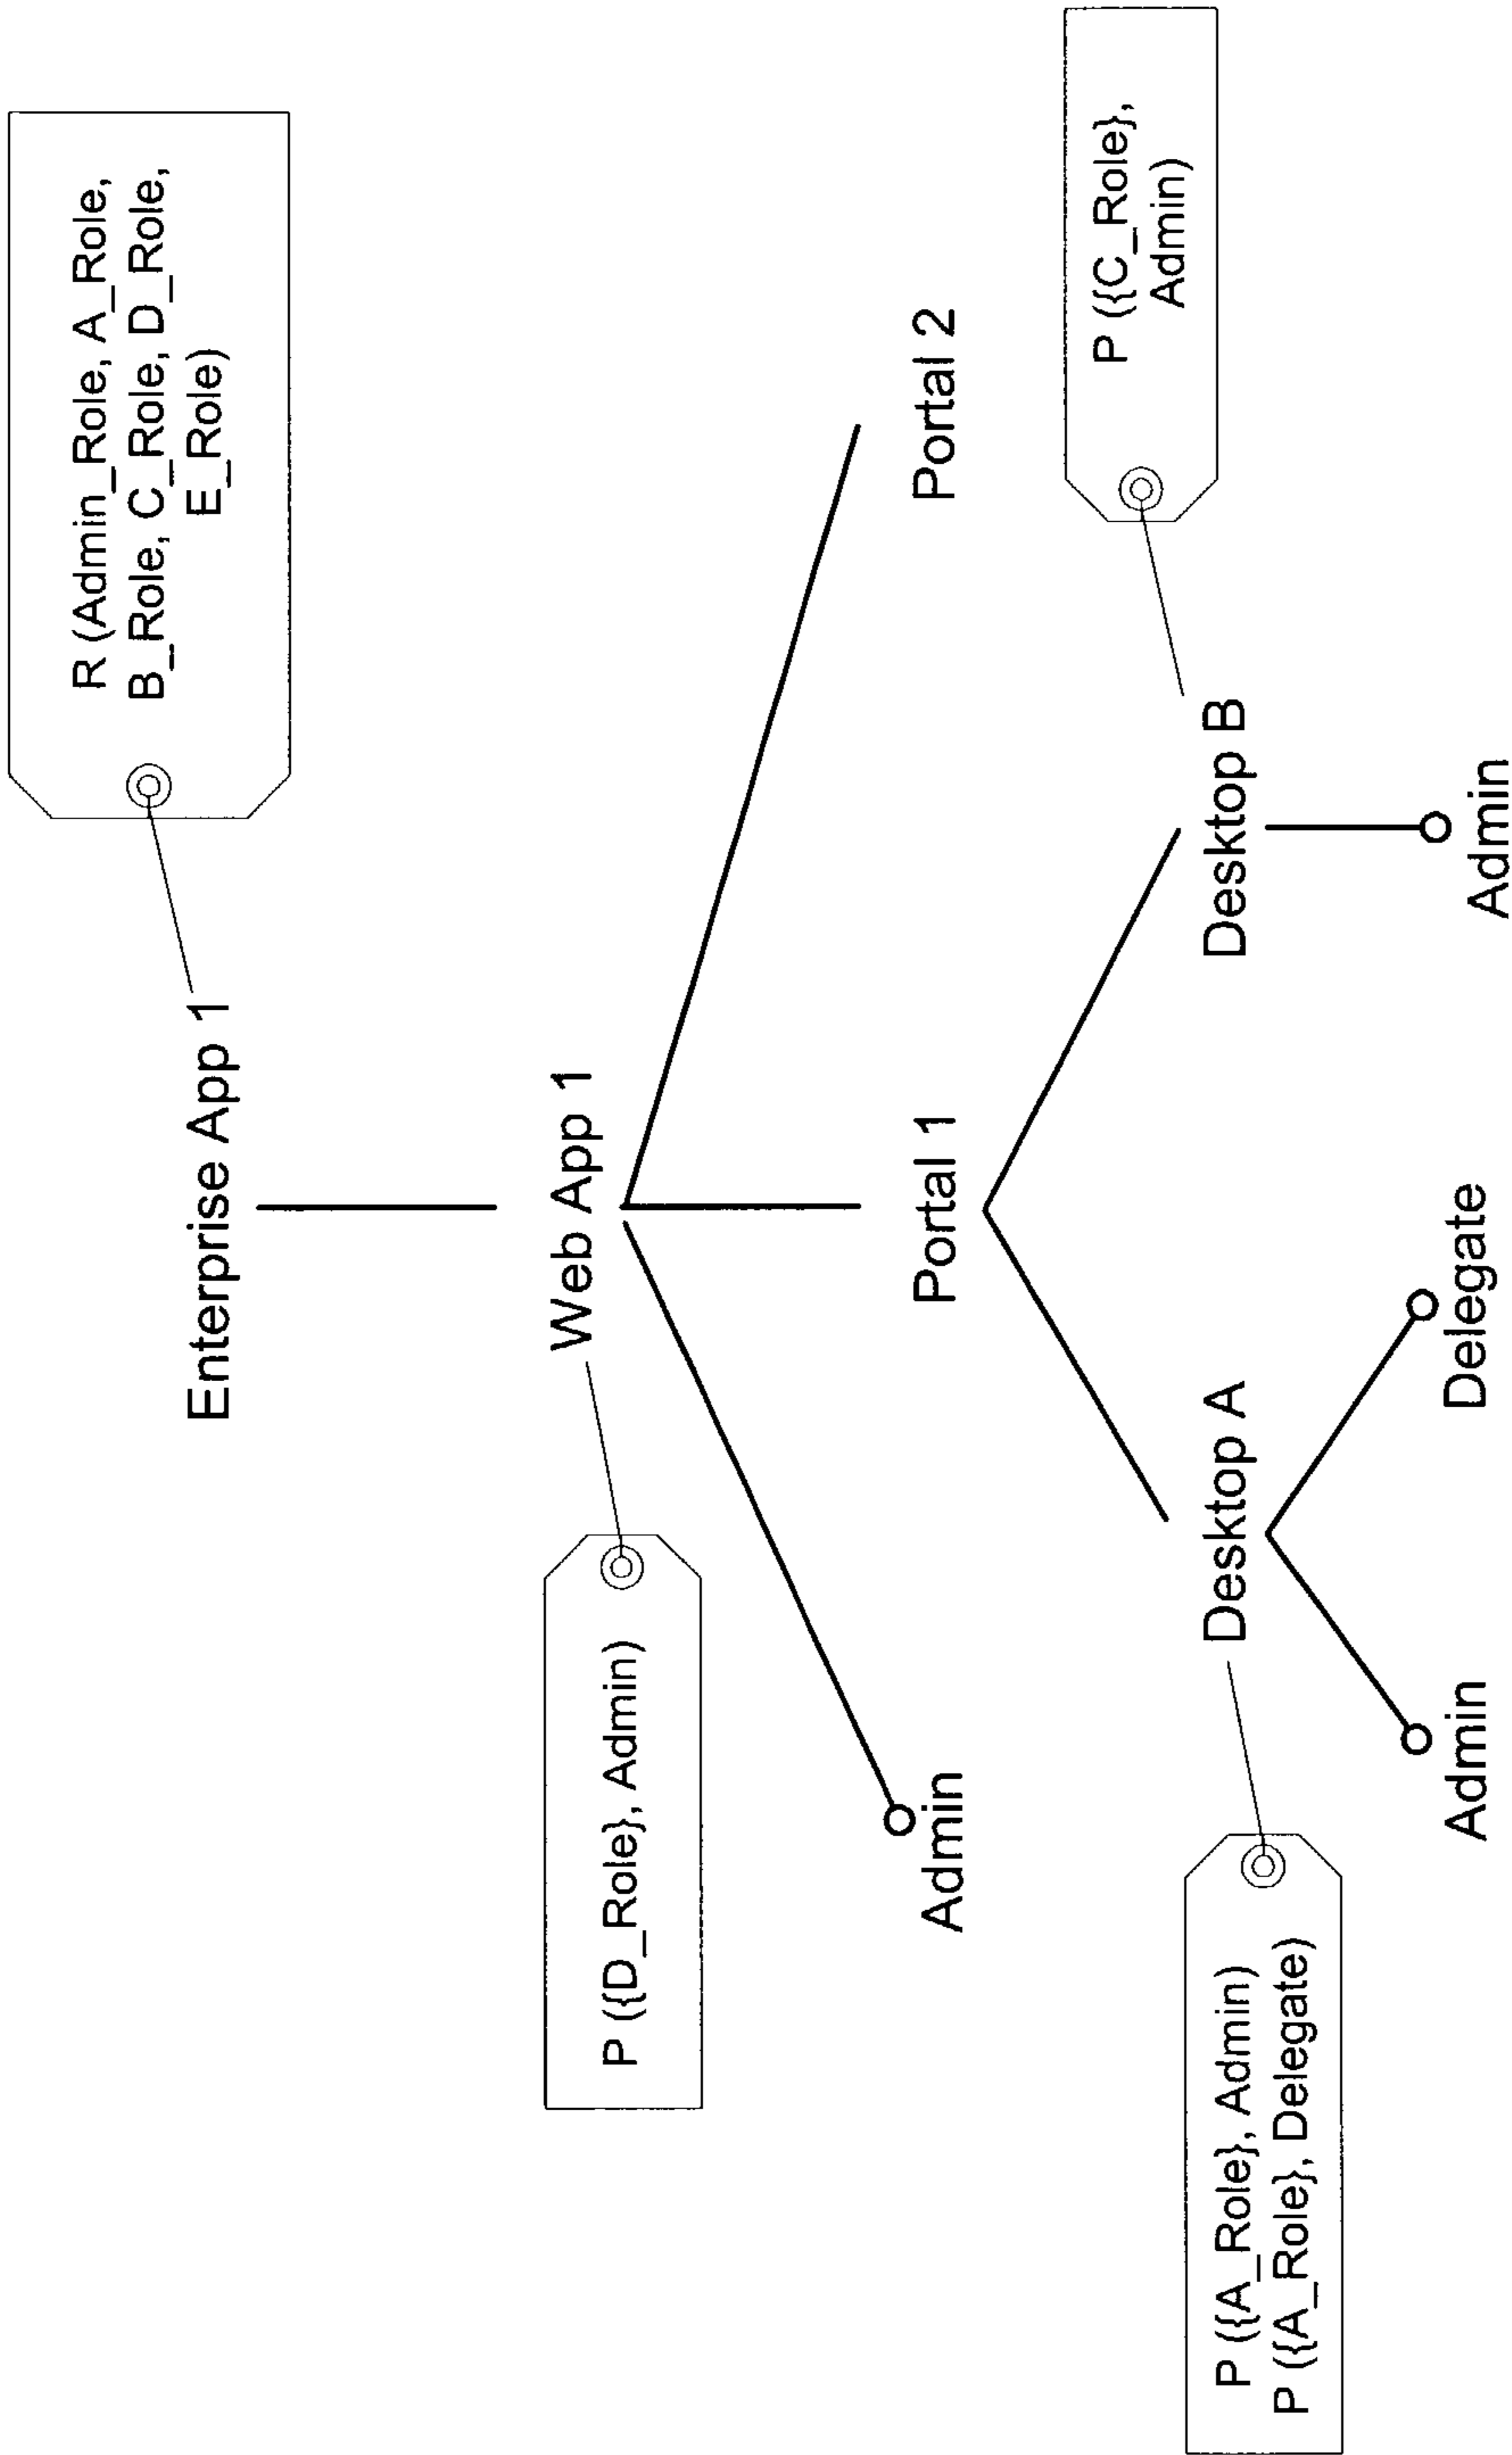 R (Admin_Role, A_Role,
B_Role, C_Role, D_Role,
E_Role)
Enterprise App 1
P ({D_Role}, Admin)
Web App 1
Admin
Portal 1
Portal 2
P ({A_Role}, Admin)
P ({A_Role}, Delegate)
Desktop A
Desktop B
P ({C_Role},
Admin)
Admin
Delegate
Admin